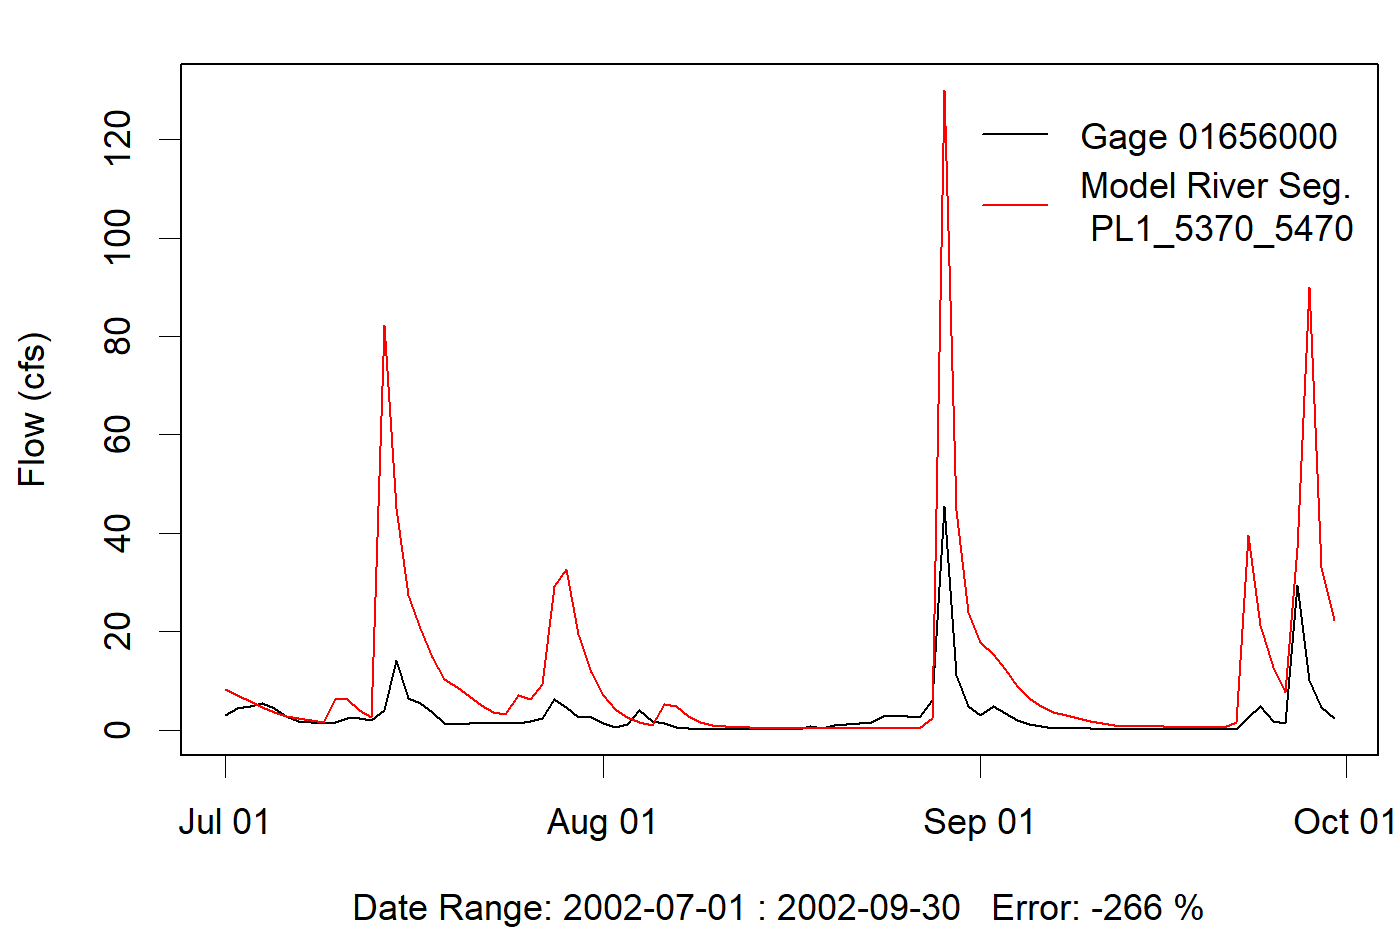 120
100
80
60
40
20
0
Flow (cfs)
Gage 01656000
Model River Seg.
PL1_5370_5470
Jul 01
Aug 01
Sep 01
Oct 01
Date Range: 2002-07-01 : 2002-09-30 Error: -266 %